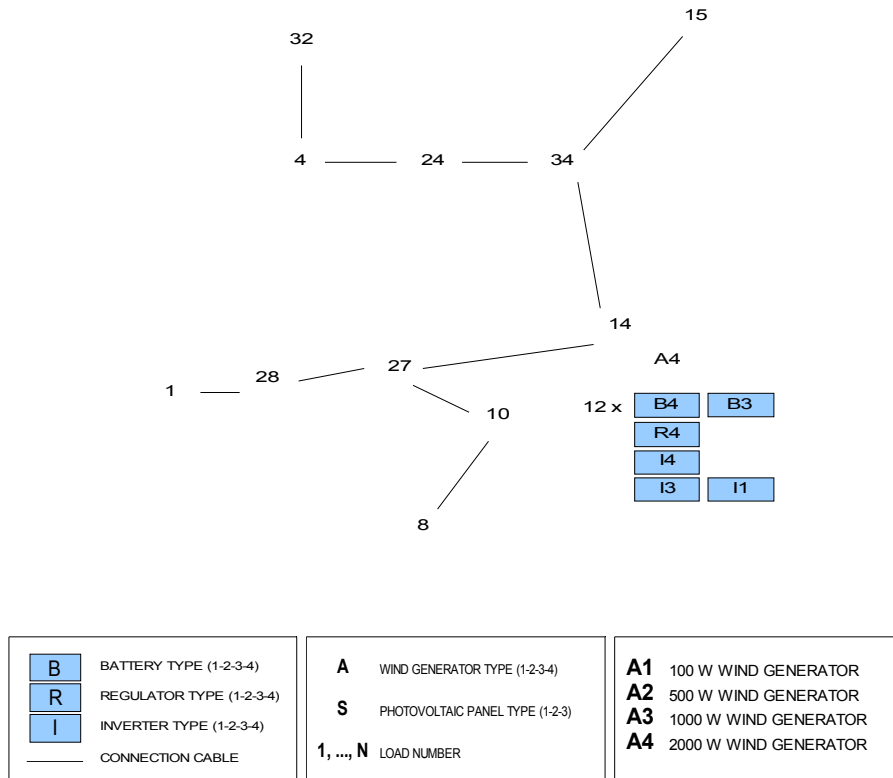 15
32
4 24 34
14
A4
27
28
1
12 x B4 B3
10
R4
I4
I3 I1
8
B BATTERY TYPE (1-2-3-4)
R REGULATOR TYPE (1-2-3-4)
I INVERTER TYPE (1-2-3-4)
CONNECTION CABLE
A WIND GENERATOR TYPE (1-2-3-4)
S PHOTOVOLTAIC PANEL TYPE (1-2-3)
1, ..., N LOAD NUMBER
A1 100 W WIND GENERATOR
A2 500 W WIND GENERATOR
A3 1000 W WIND GENERATOR
A4 2000 W WIND GENERATOR